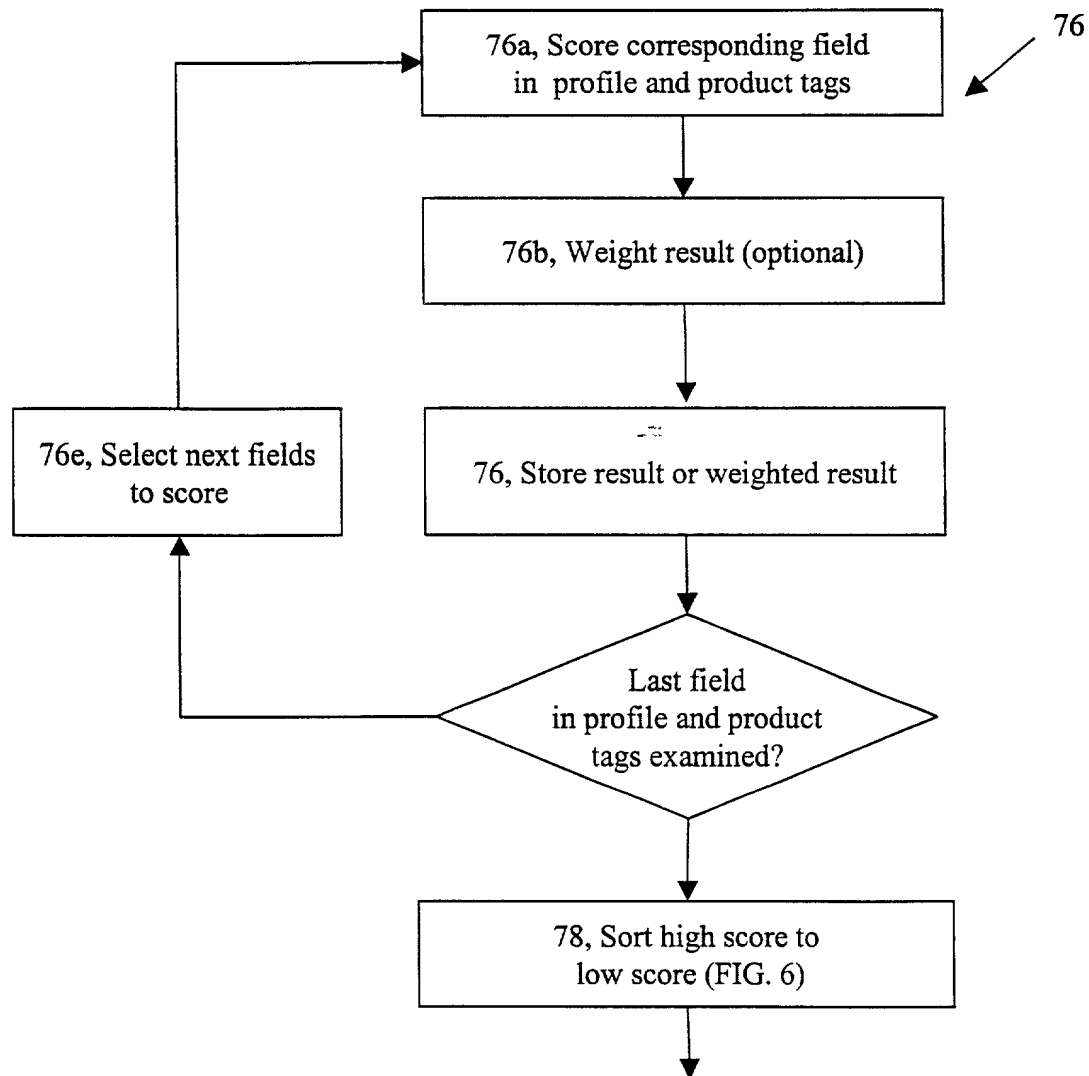 76
76a, Score corresponding field
in profile and product tags
76b, Weight result (optional)
76e, Select next fields
to score
76, Store result or weighted result
Last field
in profile and product
tags examined?
78, Sort high score to
low score (FIG. 6)